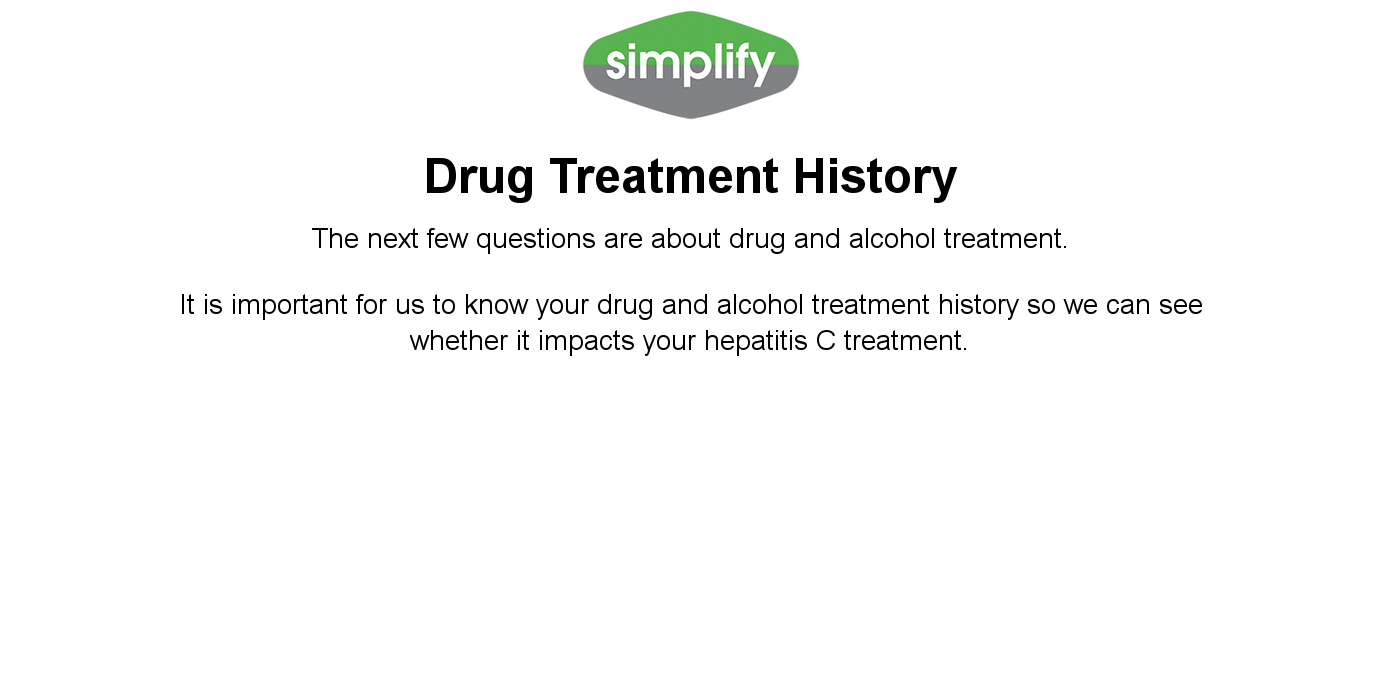 simplify
Drug Treatment History
The next few questions are about drug and alcohol treatment.
It is important for us to know your drug and alcohol treatment history so we can see
whether it impacts your hepatitis C treatment.